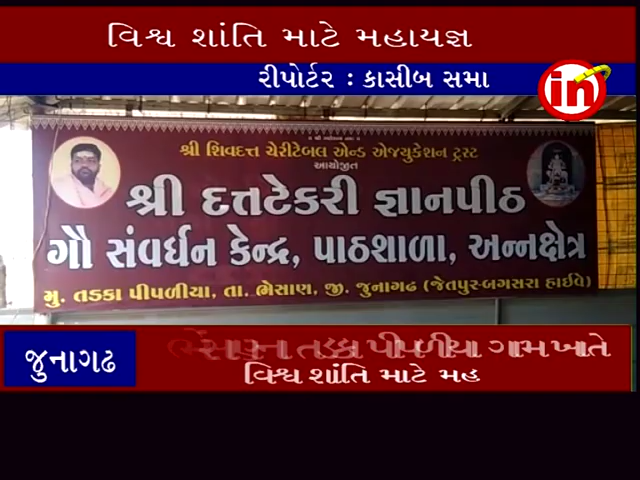 વિશ્વ શાંતિ માટે મહાયજ્ઞ
રીપોર્ટર : કાસીબ સમા
in
શ્રી શિવદત્ત ચેરીટેબલ એન્ડ એજ્યુકેશન ટ્રસ્ટ
આયોજીત
શ્રી દત્તટેકરી જ્ઞાનપીઠ
ગૌ સંવર્ધન કેન્દ્ર, પાઠશાળા, અન્નક્ષેત્ર
મુ. તડકા પીપળીયા, તા. ભેસાણ, જી. જુનાગઢ (જેતપુર-બગસરા હાઈવે)
જુનાગઢ
ભેંસાણના તડકા પીપળીયા ગામ ખાતે
વિશ્વ શાંતિ માટે મહ